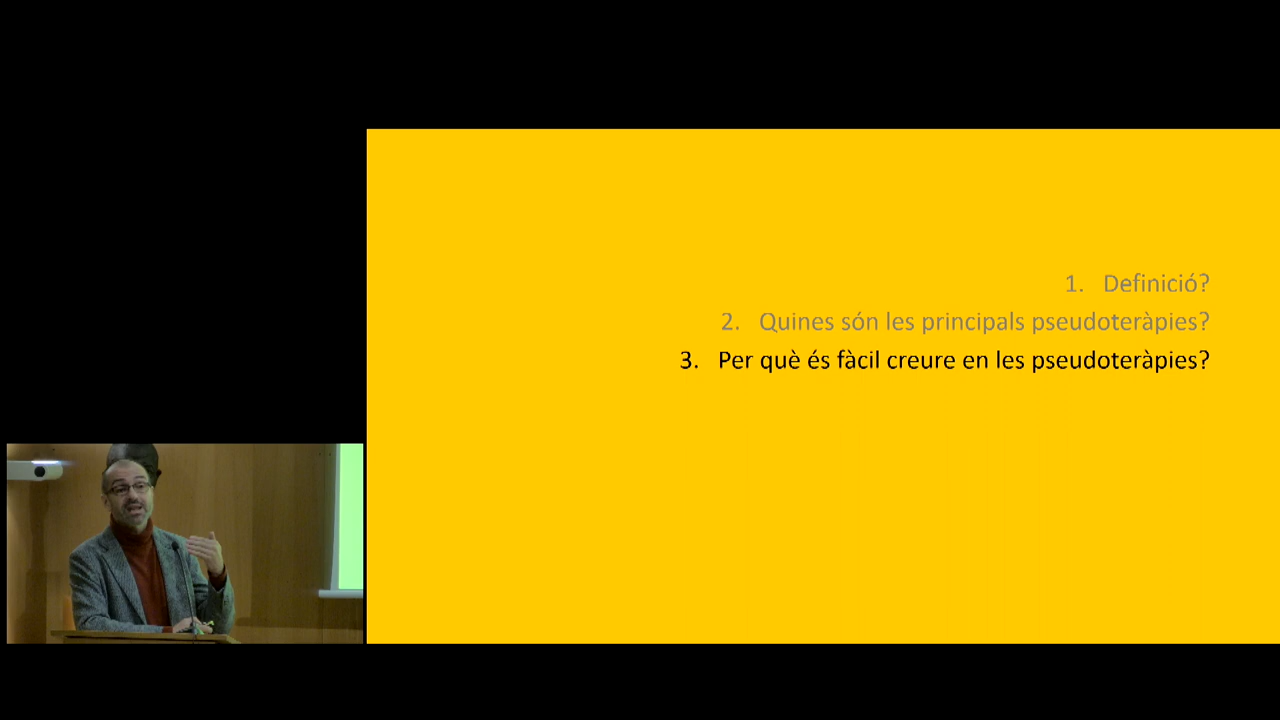 1. Definició?
2. Quines són les principals pseudoteràpies?
3. Per què és fàcil creure en les pseudoteràpies?